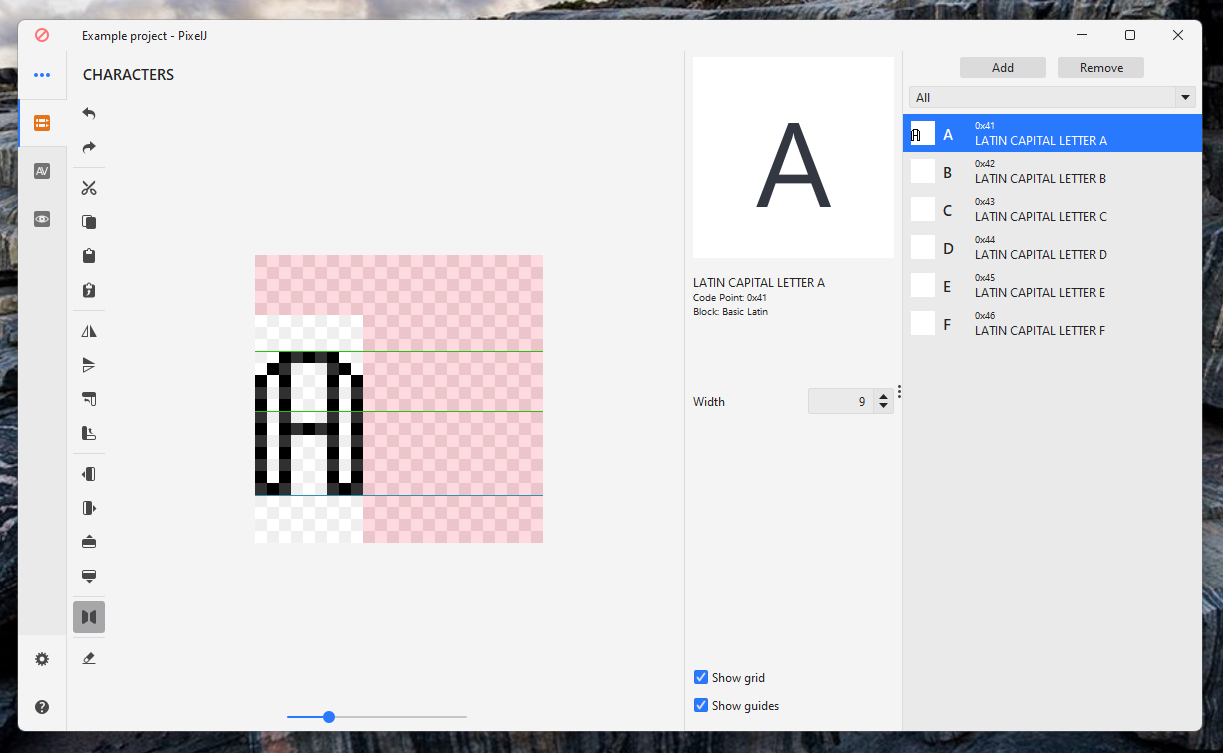 Example project - PixelJ
CHARACTERS
AV
A
LATIN CAPITAL LETTER A
Code Point: 0x41
Block: Basic Latin
Width
9
Show grid
Show guides
Add
Remove
All
A
0x41
LATIN CAPITAL LETTER A
B
0x42
LATIN CAPITAL LETTER B
C
0x43
LATIN CAPITAL LETTER C
D
0x44
LATIN CAPITAL LETTER D
E
0x45
LATIN CAPITAL LETTER E
F
0x46
LATIN CAPITAL LETTER F